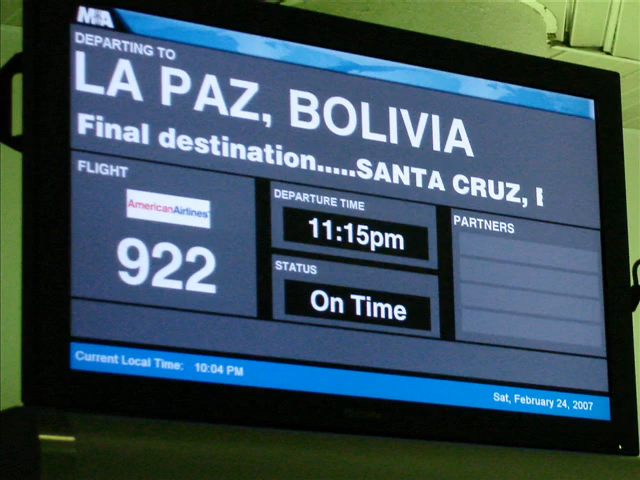 MIA
DEPARTING TO
LA PAZ, BOLIVIA
Final destination.....SANTA CRUZ,
FLIGHT
AmericanAirlines
922
DEPARTURE TIME
11:15pm
STATUS
On Time
PARTNERS
Current Local Time: 10:04 PM
Sat, February 24, 2007